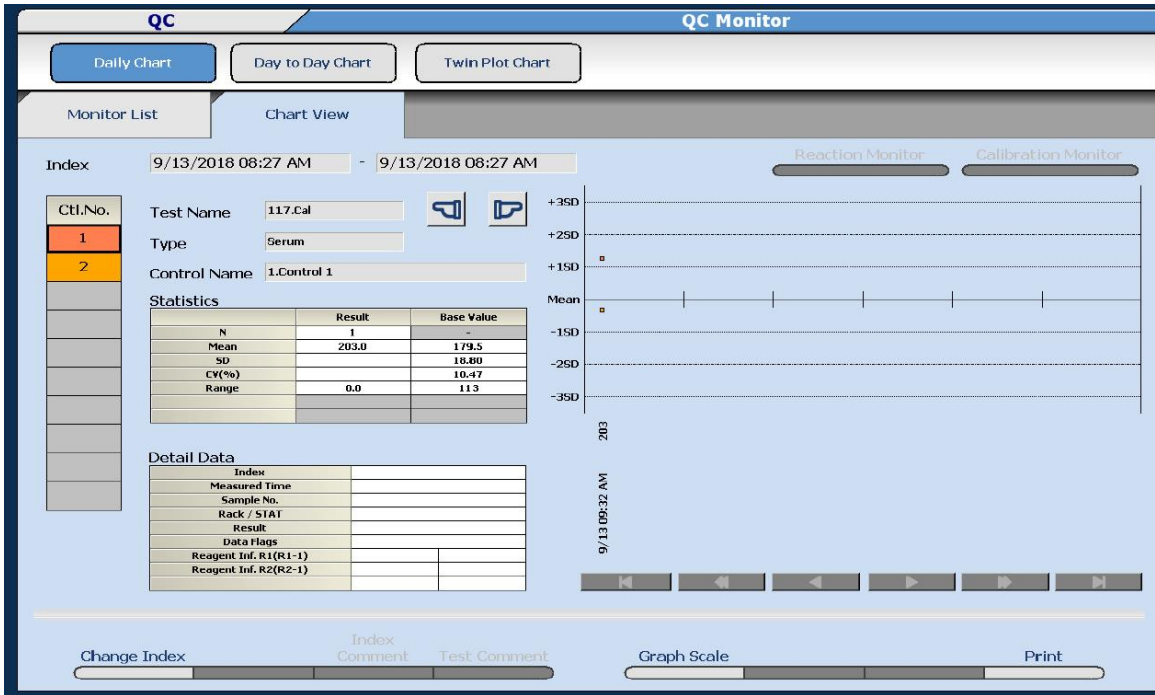 QC QC Monitor
Daily Chart Day to Day Chart Twin Plot Chart
Monitor List Chart View
Index 9/13/2018 08:27 AM - 9/13/2018 08:27 AM
Reaction Monitor Calibration Monitor
Ctl.No.
1
2
Test Name 117.Cal
Type Serum
Control Name 1.Control 1
Statistics
Result Base Value
N 1 -
Mean 203.0 179.5
SD 18.80
CV(%) 10.47
Range 0.0 113
Detail Data
Index
Measured Time
Sample No.
Rack / STAT
Result
Data Flags
Reagent Inf. R1(R1-1)
Reagent Inf. R2(R2-1)
+3SD
+2SD
+1SD
Mean
-1SD
-2SD
-3SD
203
9/13 09:32 AM
Change Index
Index Comment
Test Comment
Graph Scale
Print